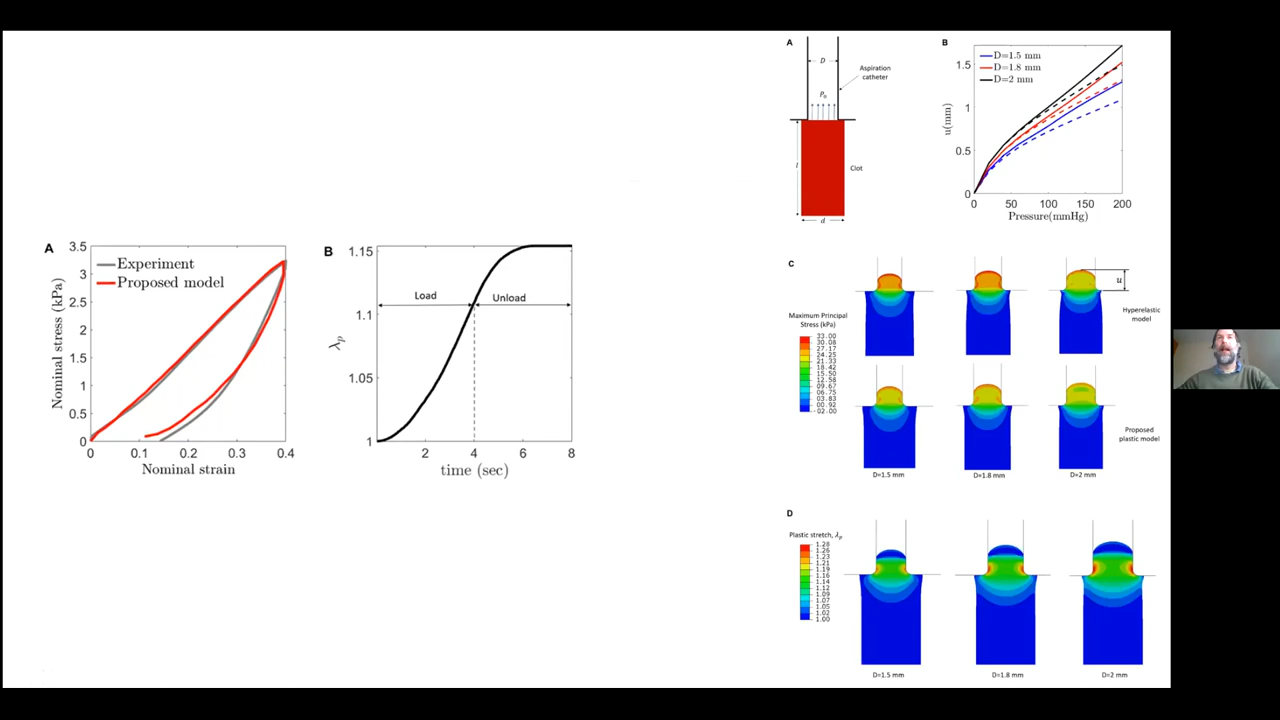 A
3.5
3
2.5
2
1.5
1
0.5
0
0
0.1
0.2
0.3
0.4
Nominal stress (kPa)
Nominal strain
Experiment
Proposed model
B
1.15
1.1
1.05
1
λp
Load
Unload
2
4
6
8
time (sec)
A
D
Aspiration
catheter
p0
l
Clot
d
B
D=1.5 mm
D=1.8 mm
D=2 mm
1.5
1
0.5
0
u(mm)
0
50
100
150
200
Pressure(mmHg)
C
Maximum Principal
Stress (kPa)
33.00
30.08
27.17
24.25
21.33
18.42
15.50
12.58
09.67
06.75
03.83
00.92
-02.00
u
Hyperelastic
model
Proposed
plastic model
D=1.5 mm
D=1.8 mm
D=2 mm
D
Plastic stretch, λp
1.28
1.26
1.23
1.21
1.19
1.16
1.14
1.12
1.09
1.07
1.05
1.02
1.00
D=1.5 mm
D=1.8 mm
D=2 mm